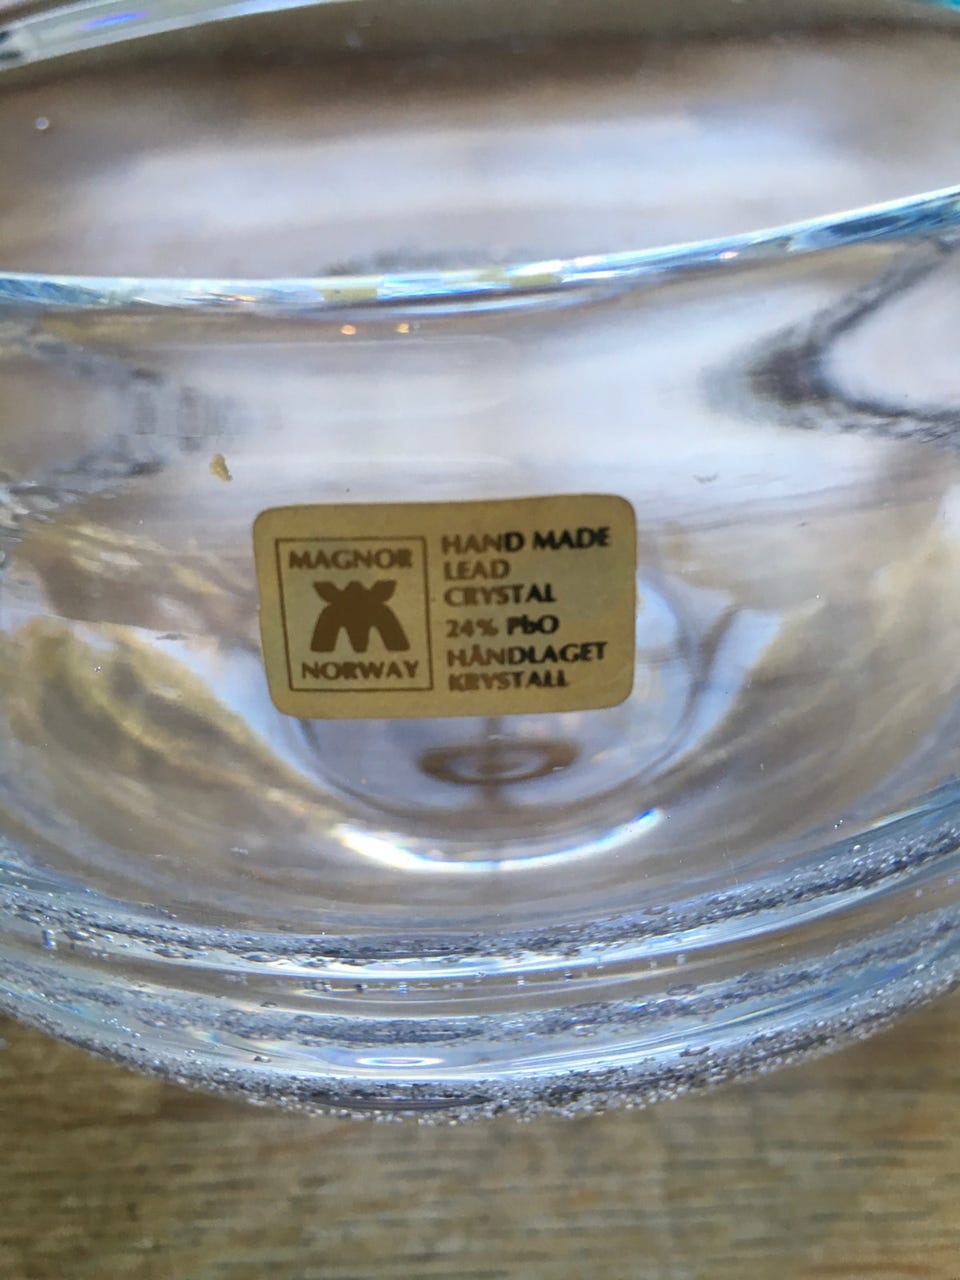 MAGNOR
NORWAY
HAND MADE
LEAD
CRYSTAL
24% PbO
HÅNDLAGET
KRYSTALL